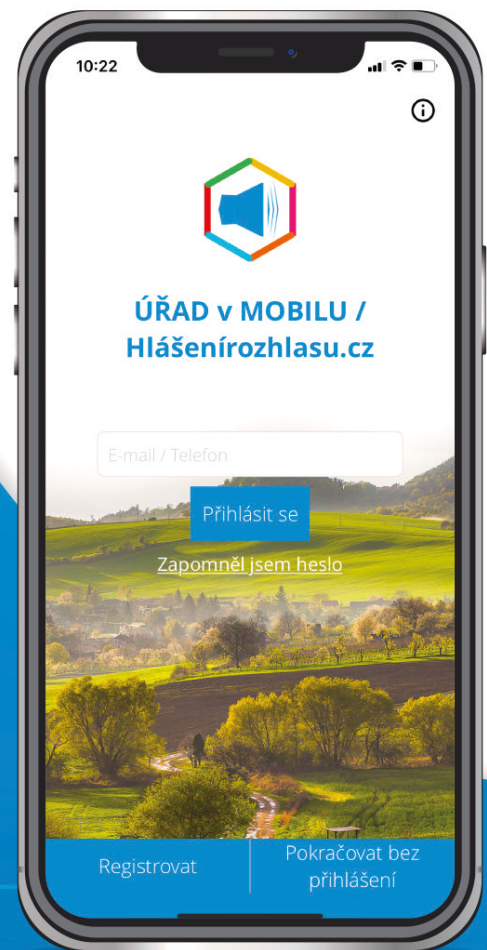 10:22
ÚŘAD v MOBILU /
Hlášenírozhlasu.cz
E-mail / Telefon
Přihlásit se
Zapomněl jsem heslo
Registrovat
Pokračovat bez
přihlášení